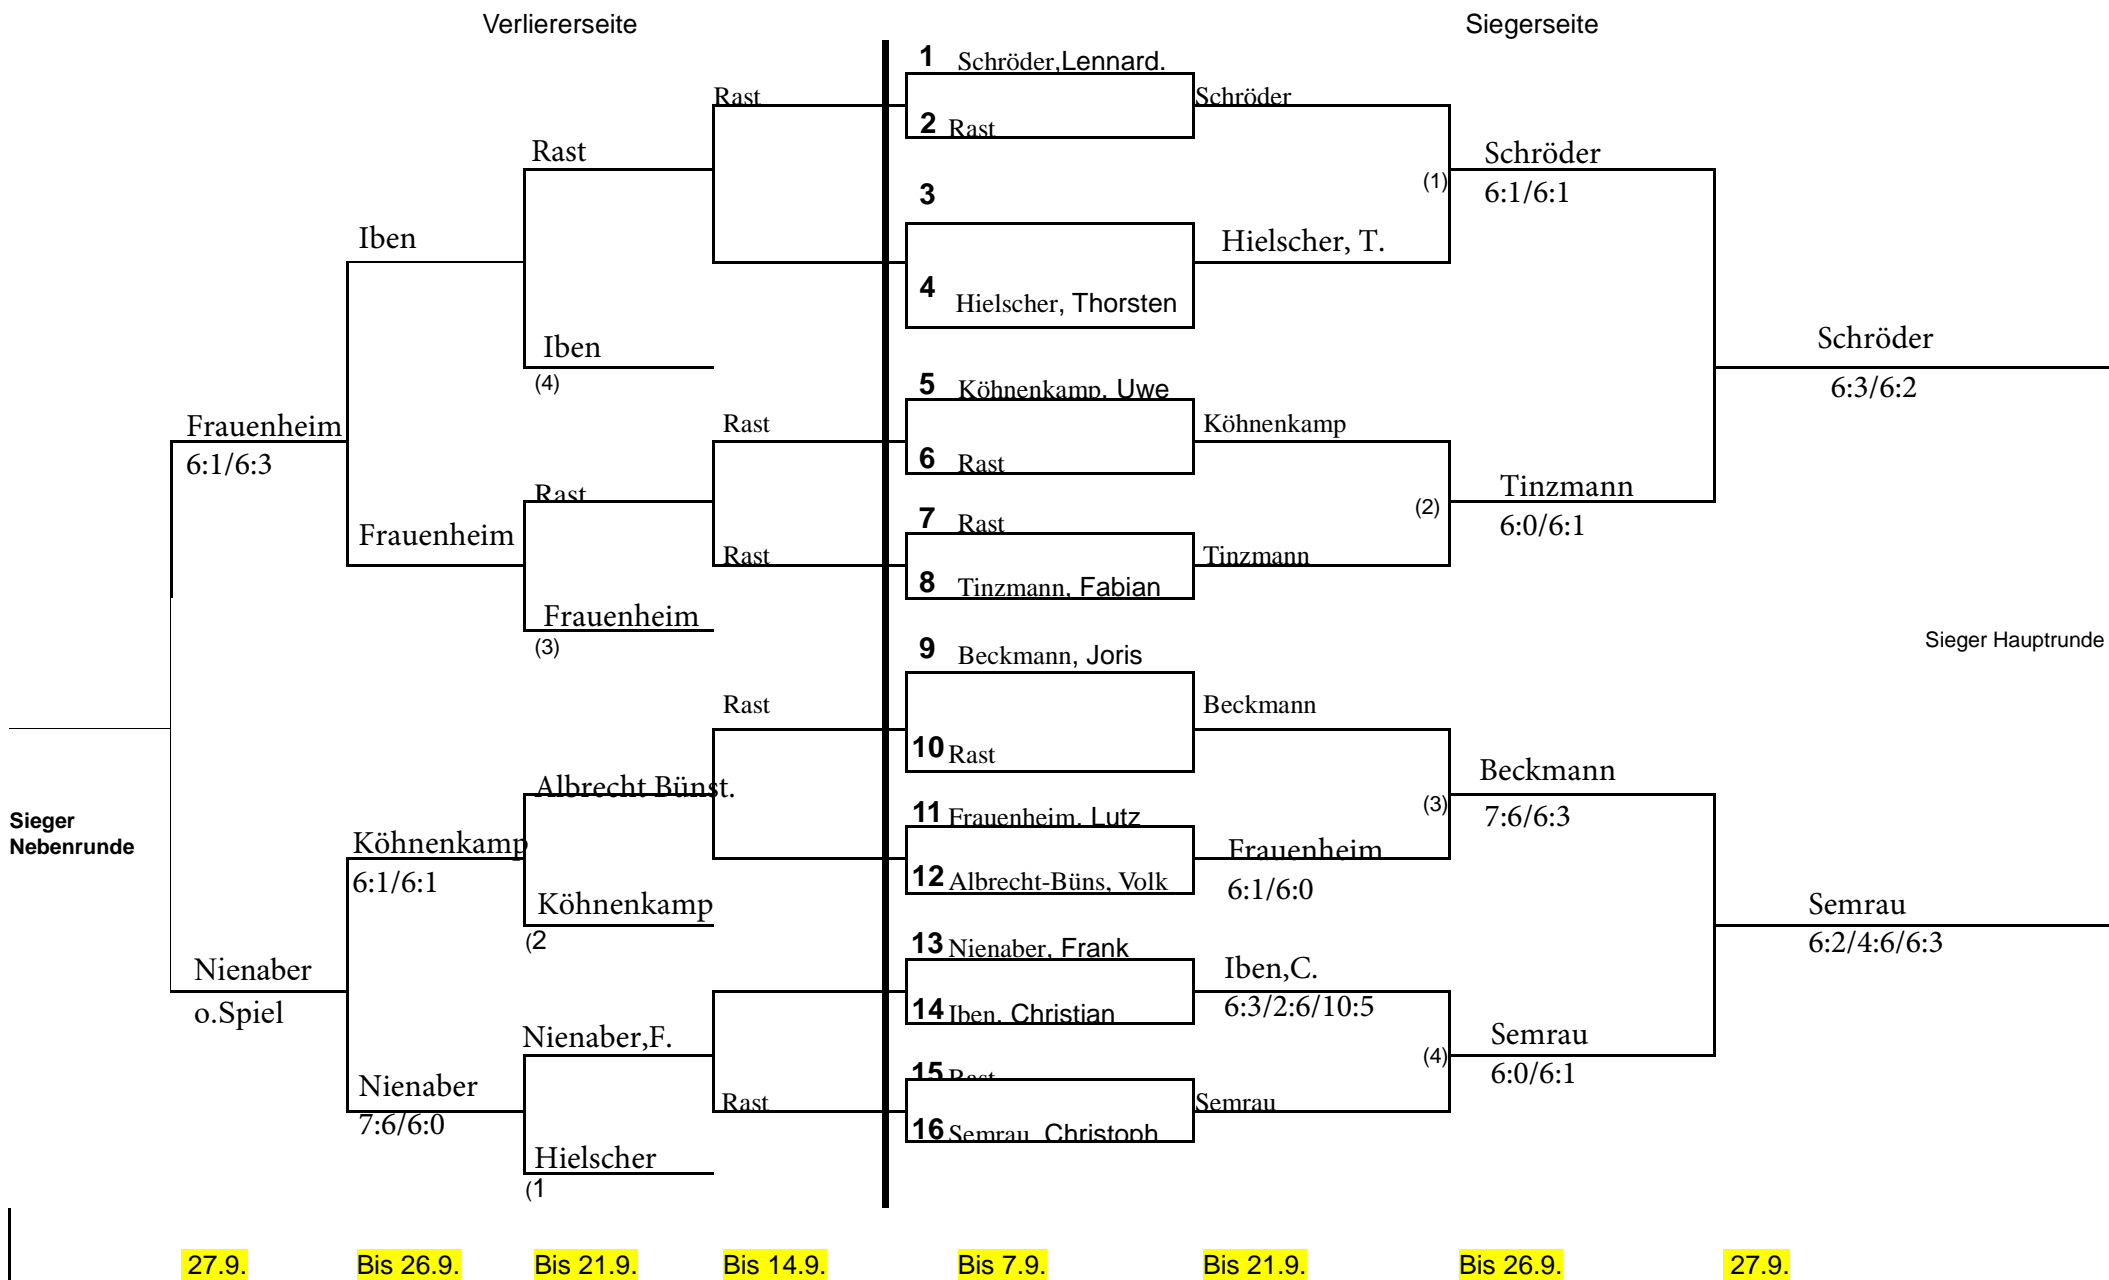 Verliererseite
Siegerseite
1 Schröder,Lennard.
Rast
Schröder
2 Rast
Rast
Schröder
(1)
6:1/6:1
3
Iben
Hielscher, T.
4
Hielscher, Thorsten
Iben
Schröder
(4)
5 Köhnenkamp, Uwe
6:3/6:2
Frauenheim
Rast
Köhnenkamp
6:1/6:3
6 Rast
Rast
Tinzmann
(2)
7 Rast
6:0/6:1
Frauenheim
Rast
Tinzmann
8 Tinzmann, Fabian
Frauenheim
(3)
9 Beckmann, Joris
Sieger Hauptrunde
Rast
Beckmann
10 Rast
Albrecht Bünst.
Beckmann
(3)
11 Frauenheim, Lutz
7:6/6:3
Sieger
Nebenrunde
Köhnenkamp
Frauenheim
6:1/6:1
12 Albrecht-Büns, Volk
6:1/6:0
Köhnenkamp
Semrau
(2
13 Nienaber, Frank
6:2/4:6/6:3
Nienaber
Iben,C.
o.Spiel
14 Iben, Christian
6:3/2:6/10:5
Nienaber,F.
Semrau
(4)
15 Rast
6:0/6:1
Nienaber
Rast
Semrau
7:6/6:0
16 Semrau, Christoph
Hielscher
(1
27.9.
Bis 26.9.
Bis 21.9.
Bis 14.9.
Bis 7.9.
Bis 21.9.
Bis 26.9.
27.9.